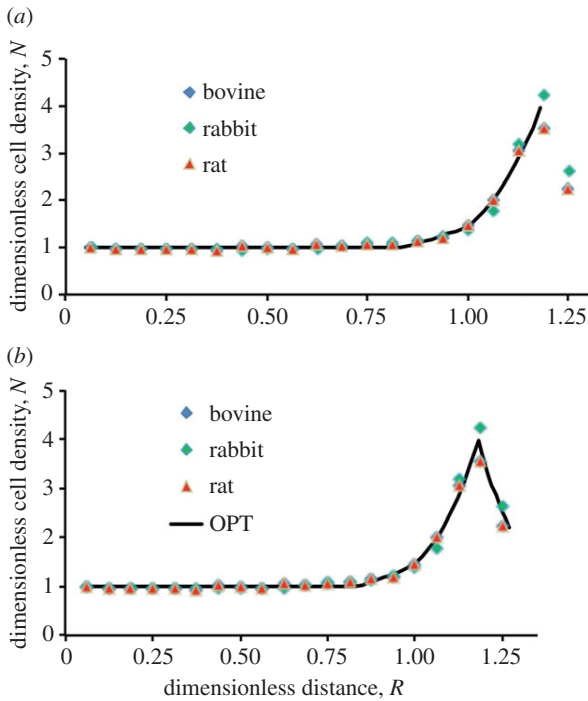 (a)
dimensionless cell density, N
5
4
3
2
1
0
bovine
rabbit
rat
0 0.25 0.50 0.75 1.00 1.25
(b)
dimensionless cell density, N
5
4
3
2
1
0
bovine
rabbit
rat
OPT
0 0.25 0.50 0.75 1.00 1.25
dimensionless distance, R